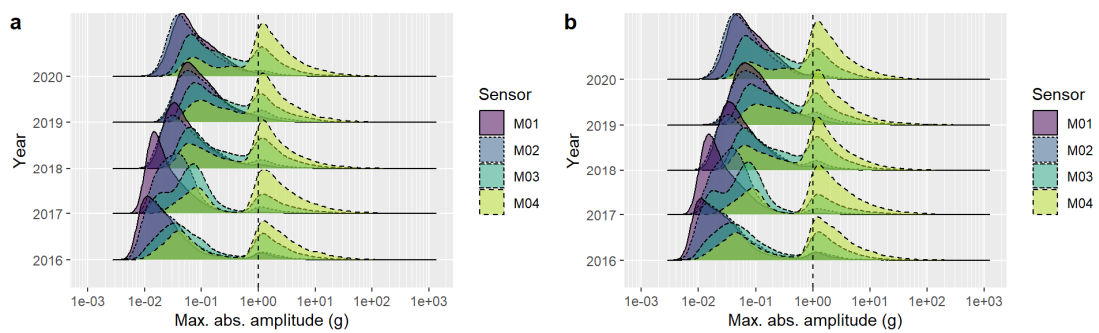 a
Year
2020
2019
2018
2017
2016
1e-03 1e-02 1e-01 1e+00 1e+01 1e+02 1e+03
Max. abs. amplitude (g)
Sensor
M01
M02
M03
M04
b
Year
2020
2019
2018
2017
2016
1e-03 1e-02 1e-01 1e+00 1e+01 1e+02 1e+03
Max. abs. amplitude (g)
Sensor
M01
M02
M03
M04